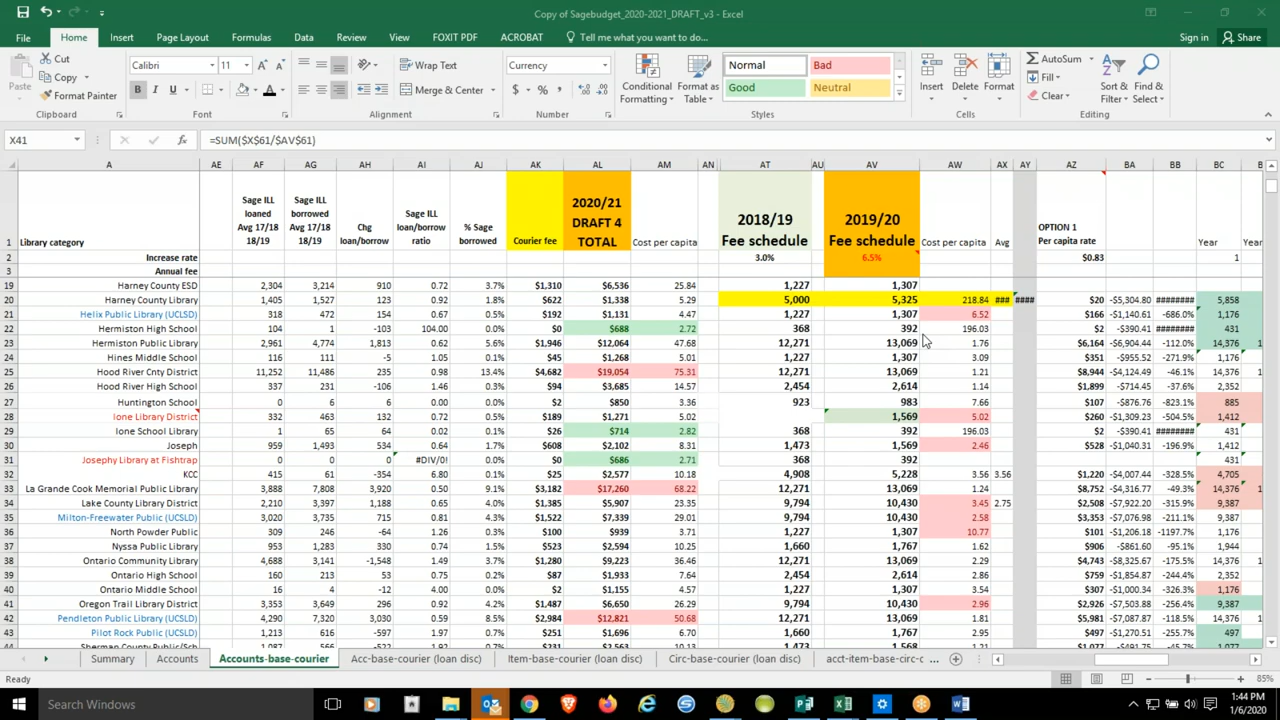 Copy of Sagebudget_2020-2021_DRAFT_v3 - Excel
File Home Insert Page Layout Formulas Data Review View FOXIT PDF ACROBAT Tell me what you want to do... Sign in Share
Cut Calibri 11 Wrap Text Currency Normal Bad AutoSum
Paste Copy Merge & Center Conditional Formatting Format as Table Good Neutral Insert Delete Format Fill Sort & Filter Find & Select
Format Painter Clear
Clipboard Font Alignment Number Styles Cells Editing
X41 =SUM($X$61/$AV$61)
A AE AF AG AH AI AJ AK AL AM AN AT AU AV AW AX AY AZ BA BB BC
1 Library category Sage ILL loaned Avg 17/18 18/19 Sage ILL borrowed Avg 17/18 18/19 Chg loan/borrow Sage ILL loan/borrow ratio % Sage borrowed Courier fee 2020/21 DRAFT 4 TOTAL Cost per capita 2018/19 Fee schedule 2019/20 Fee schedule Cost per capita Avg OPTION 1 Per capita rate Year Year
2 Increase rate 3.0% 6.5% $0.83 1
3 Annual fee
19 Harney County ESD 2,304 3,214 910 0.72 3.7% $1,310 $6,536 25.84 1,227 1,307
20 Harney County Library 1,405 1,527 123 0.92 1.8% $622 $1,338 5.29 5,000 5,325 218.84 ### #### $20 -$5,304.80 ######## 5,858
21 Helix Public Library (UCLSD) 318 472 154 0.67 0.5% $192 $1,131 4.47 1,227 1,307 6.52 $166 -$1,140.61 -686.0% 1,176
22 Hermiston High School 104 1 -103 104.00 0.0% $0 $688 2.72 368 392 196.03 $2 -$390.41 ######## 431
23 Hermiston Public Library 2,961 4,774 1,813 0.62 5.6% $1,946 $12,064 47.68 12,271 13,069 1.76 $6,164 -$6,904.44 -112.0% 14,376
24 Hines Middle School 116 111 -5 1.05 0.1% $45 $1,268 5.01 1,227 1,307 3.09 $351 -$955.52 -271.9% 1,176
25 Hood River Cnty District 11,252 11,486 235 0.98 13.4% $4,682 $19,054 75.31 12,271 13,069 1.21 $8,944 -$4,124.49 -46.1% 14,376
26 Hood River High School 337 231 -106 1.46 0.3% $94 $3,685 14.57 2,454 2,614 1.14 $1,899 -$714.45 -37.6% 2,352
27 Huntington School 0 6 6 0.00 0.0% $2 $850 3.36 923 983 7.66 $107 -$876.76 -823.1% 885
28 Ione Library District 332 463 132 0.72 0.5% $189 $1,271 5.02 1,569 5.02 $260 -$1,309.23 -504.5% 1,412
29 Ione School Library 1 65 64 0.02 0.1% $26 $714 2.82 368 392 196.03 $2 -$390.41 ######## 431
30 Joseph 959 1,493 534 0.64 1.7% $608 $2,102 8.31 1,473 1,569 2.46 $528 -$1,040.31 -196.9% 1,412
31 Josephy Library at Fishtrap 0 0 0 #DIV/0! 0.0% $0 $686 2.71 368 392 431
32 KCC 415 61 -354 6.80 0.1% $25 $2,577 10.18 4,908 5,228 3.56 3.56 $1,220 -$4,007.44 -328.5% 4,705
33 La Grande Cook Memorial Public Library 3,888 7,808 3,920 0.50 9.1% $3,182 $17,260 68.22 12,271 13,069 1.24 $8,752 -$4,316.77 -49.3% 14,376
34 Lake County Library District 2,210 3,397 1,188 0.65 4.0% $1,385 $5,907 23.35 9,794 10,430 3.45 2.75 $2,508 -$7,922.20 -315.9% 9,387
35 Milton-Freewater Public (UCSLD) 3,020 3,735 715 0.81 4.3% $1,522 $7,339 29.01 9,794 10,430 2.58 $3,353 -$7,076.98 -211.1% 9,387
36 North Powder Public 309 246 -64 1.26 0.3% $100 $939 3.71 1,227 1,307 10.77 $101 -$1206.18 -1197.7% 1,176
37 Nyssa Public Library 953 1,283 330 0.74 1.5% $523 $2,594 10.25 1,660 1,767 1.62 $906 -$861.60 -95.1% 1,944
38 Ontario Community Library 4,688 3,141 -1,548 1.49 3.7% $1,280 $9,223 36.46 12,271 13,069 2.29 $4,743 -$8,325.58 -175.5% 14,376
39 Ontario High School 160 213 53 0.75 0.2% $87 $1,933 7.64 2,454 2,614 2.86 $759 -$1,854.87 -244.4% 2,352
40 Ontario Middle School 16 4 -12 4.00 0.0% $2 $1,155 4.57 1,227 1,307 3.54 $307 -$1,000.34 -326.3% 1,176
41 Oregon Trail Library District 3,353 3,649 296 0.92 4.2% $1,487 $6,650 26.29 9,794 10,430 2.96 $2,926 -$7,503.88 -256.4% 9,387
42 Pendleton Public Library (UCSLD) 4,290 7,320 3,030 0.59 8.5% $2,984 $12,821 50.68 12,271 13,069 1.81 $5,981 -$7,087.87 -118.5% 14,376
43 Pilot Rock Public (UCSLD) 1,213 616 -597 1.97 0.7% $251 $1,696 6.70 1,660 1,767 2.95 $497 -$1,270.51 -255.7% 497
Summary Accounts Accounts-base-courier Acc-base-courier (loan disc) Item-base-courier (loan disc) Circ-base-courier (loan disc) acct-item-base-circ-c ...
Ready 85%
Search Windows 1:44 PM
1/6/2020